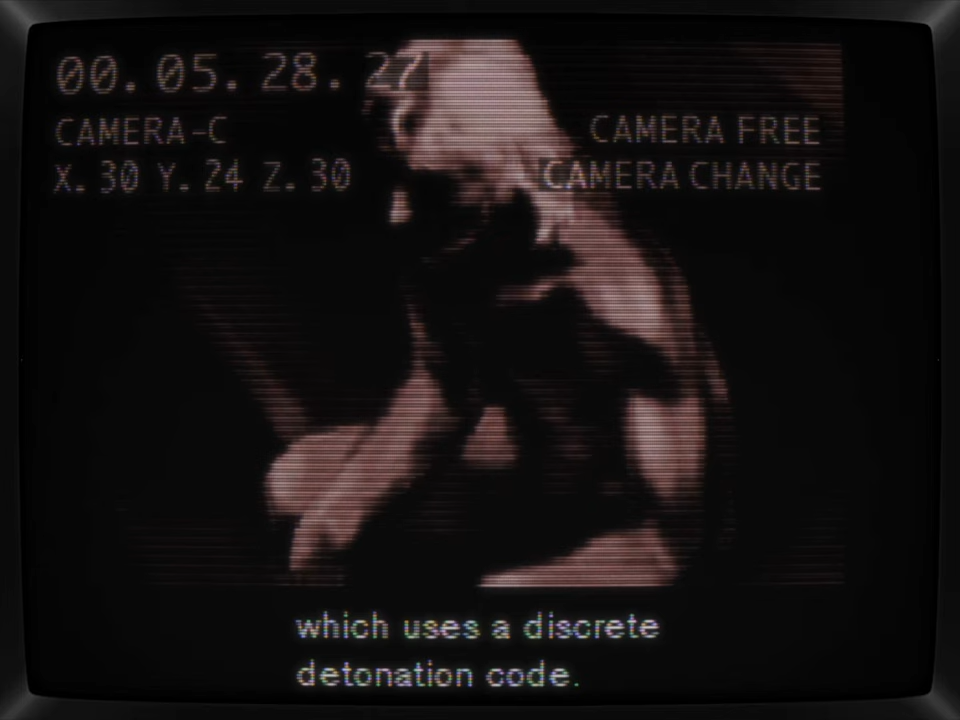 00.05.28.27
CAMERA-C
CAMERA FREE
X.30 Y.24 Z.30
CAMERA CHANGE
which uses a discrete
detonation code.